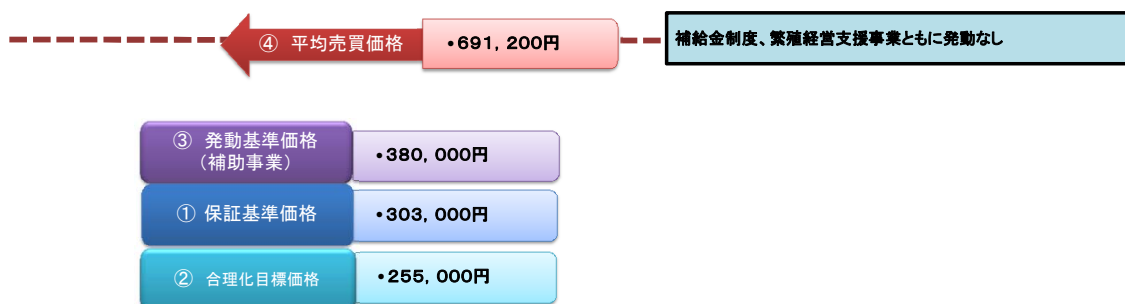 ④ 平均売買価格 •691,200円 補給金制度、繁殖経営支援事業ともに発動なし
③ 発動基準価格
（補助事業）
•380,000円
① 保証基準価格 •303,000円
② 合理化目標価格 •255,000円